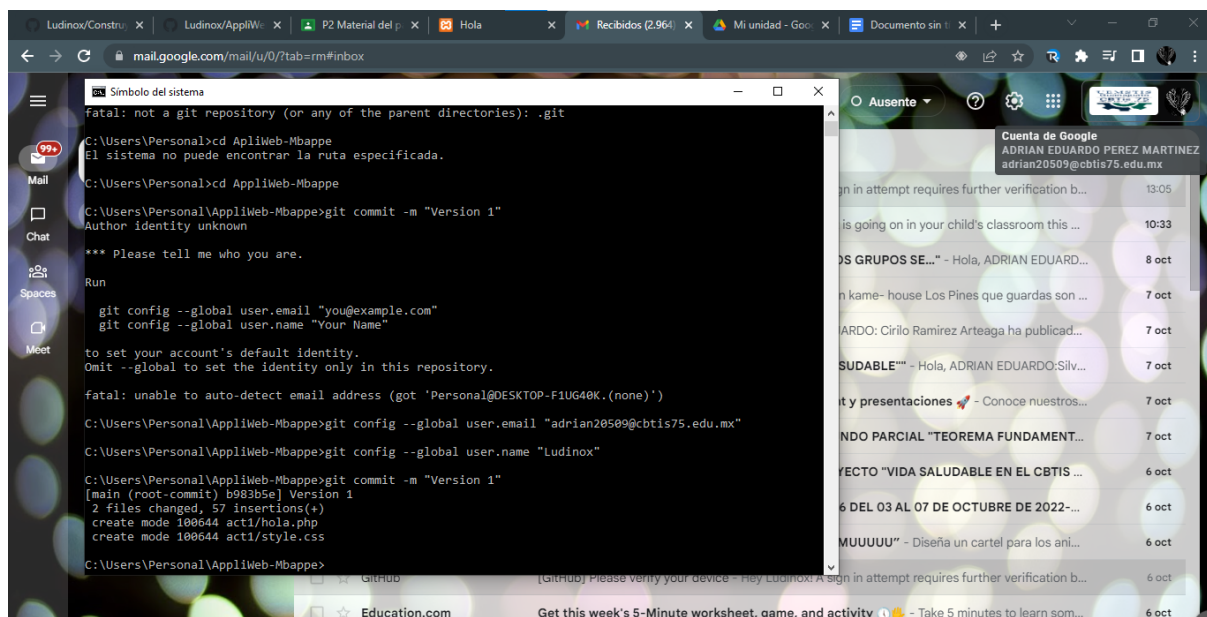 Ludinox/Constru
Ludinox/AppliWe
P2 Material del p
Hola
Recibidos (2.964)
Mi unidad - Goo
Documento sin t
mail.google.com/mail/u/0/?tab=rm#inbox
Símbolo del sistema
fatal: not a git repository (or any of the parent directories): .git
C:\Users\Personal>cd ApliWeb-Mbappe
El sistema no puede encontrar la ruta especificada.
C:\Users\Personal>cd AppliWeb-Mbappe
C:\Users\Personal\AppliWeb-Mbappe>git commit -m "Version 1"
Author identity unknown
*** Please tell me who you are.
Run
git config --global user.email "you@example.com"
git config --global user.name "Your Name"
to set your account's default identity.
Omit --global to set the identity only in this repository.
fatal: unable to auto-detect email address (got 'Personal@DESKTOP-F1UG40K.(none)')
C:\Users\Personal\AppliWeb-Mbappe>git config --global user.email "adrian20509@cbtis75.edu.mx"
C:\Users\Personal\AppliWeb-Mbappe>git config --global user.name "Ludinox"
C:\Users\Personal\AppliWeb-Mbappe>git commit -m "Version 1"
[main (root-commit) b983b5e] Version 1
2 files changed, 57 insertions(+)
create mode 100644 act1/hola.php
create mode 100644 act1/style.css
C:\Users\Personal\AppliWeb-Mbappe>
99+
Mail
Chat
Spaces
Meet
Ausente
Cuenta de Google
ADRIAN EDUARDO PEREZ MARTINEZ
adrian20509@cbtis75.edu.mx
gn in attempt requires further verification b... 13:05
is going on in your child's classroom this ... 10:33
OS GRUPOS SE..." - Hola, ADRIAN EDUARD... 8 oct
n kame- house Los Pines que guardas son ... 7 oct
ARDO: Cirilo Ramirez Arteaga ha publicad... 7 oct
SUDABLE"" - Hola, ADRIAN EDUARDO:Silv... 7 oct
t y presentaciones 🚀 - Conoce nuestros... 7 oct
NDO PARCIAL "TEOREMA FUNDAMENT... 7 oct
YECTO "VIDA SALUDABLE EN EL CBTIS ... 6 oct
6 DEL 03 AL 07 DE OCTUBRE DE 2022-... 6 oct
MUUUUU" - Diseña un cartel para los ani... 6 oct
GitHub [GitHub] Please verify your device - Hey Ludinox! A sign in attempt requires further verification b... 6 oct
Education.com Get this week's 5-Minute worksheet, game, and activity - Take 5 minutes to learn som... 6 oct